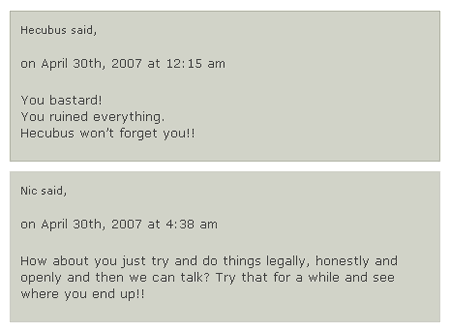 Hecubus said,
on April 30th, 2007 at 12:15 am
You bastard!
You ruined everything.
Hecubus won't forget you!!
Nic said,
on April 30th, 2007 at 4:38 am
How about you just try and do things legally, honestly and
openly and then we can talk? Try that for a while and see
where you end up!!